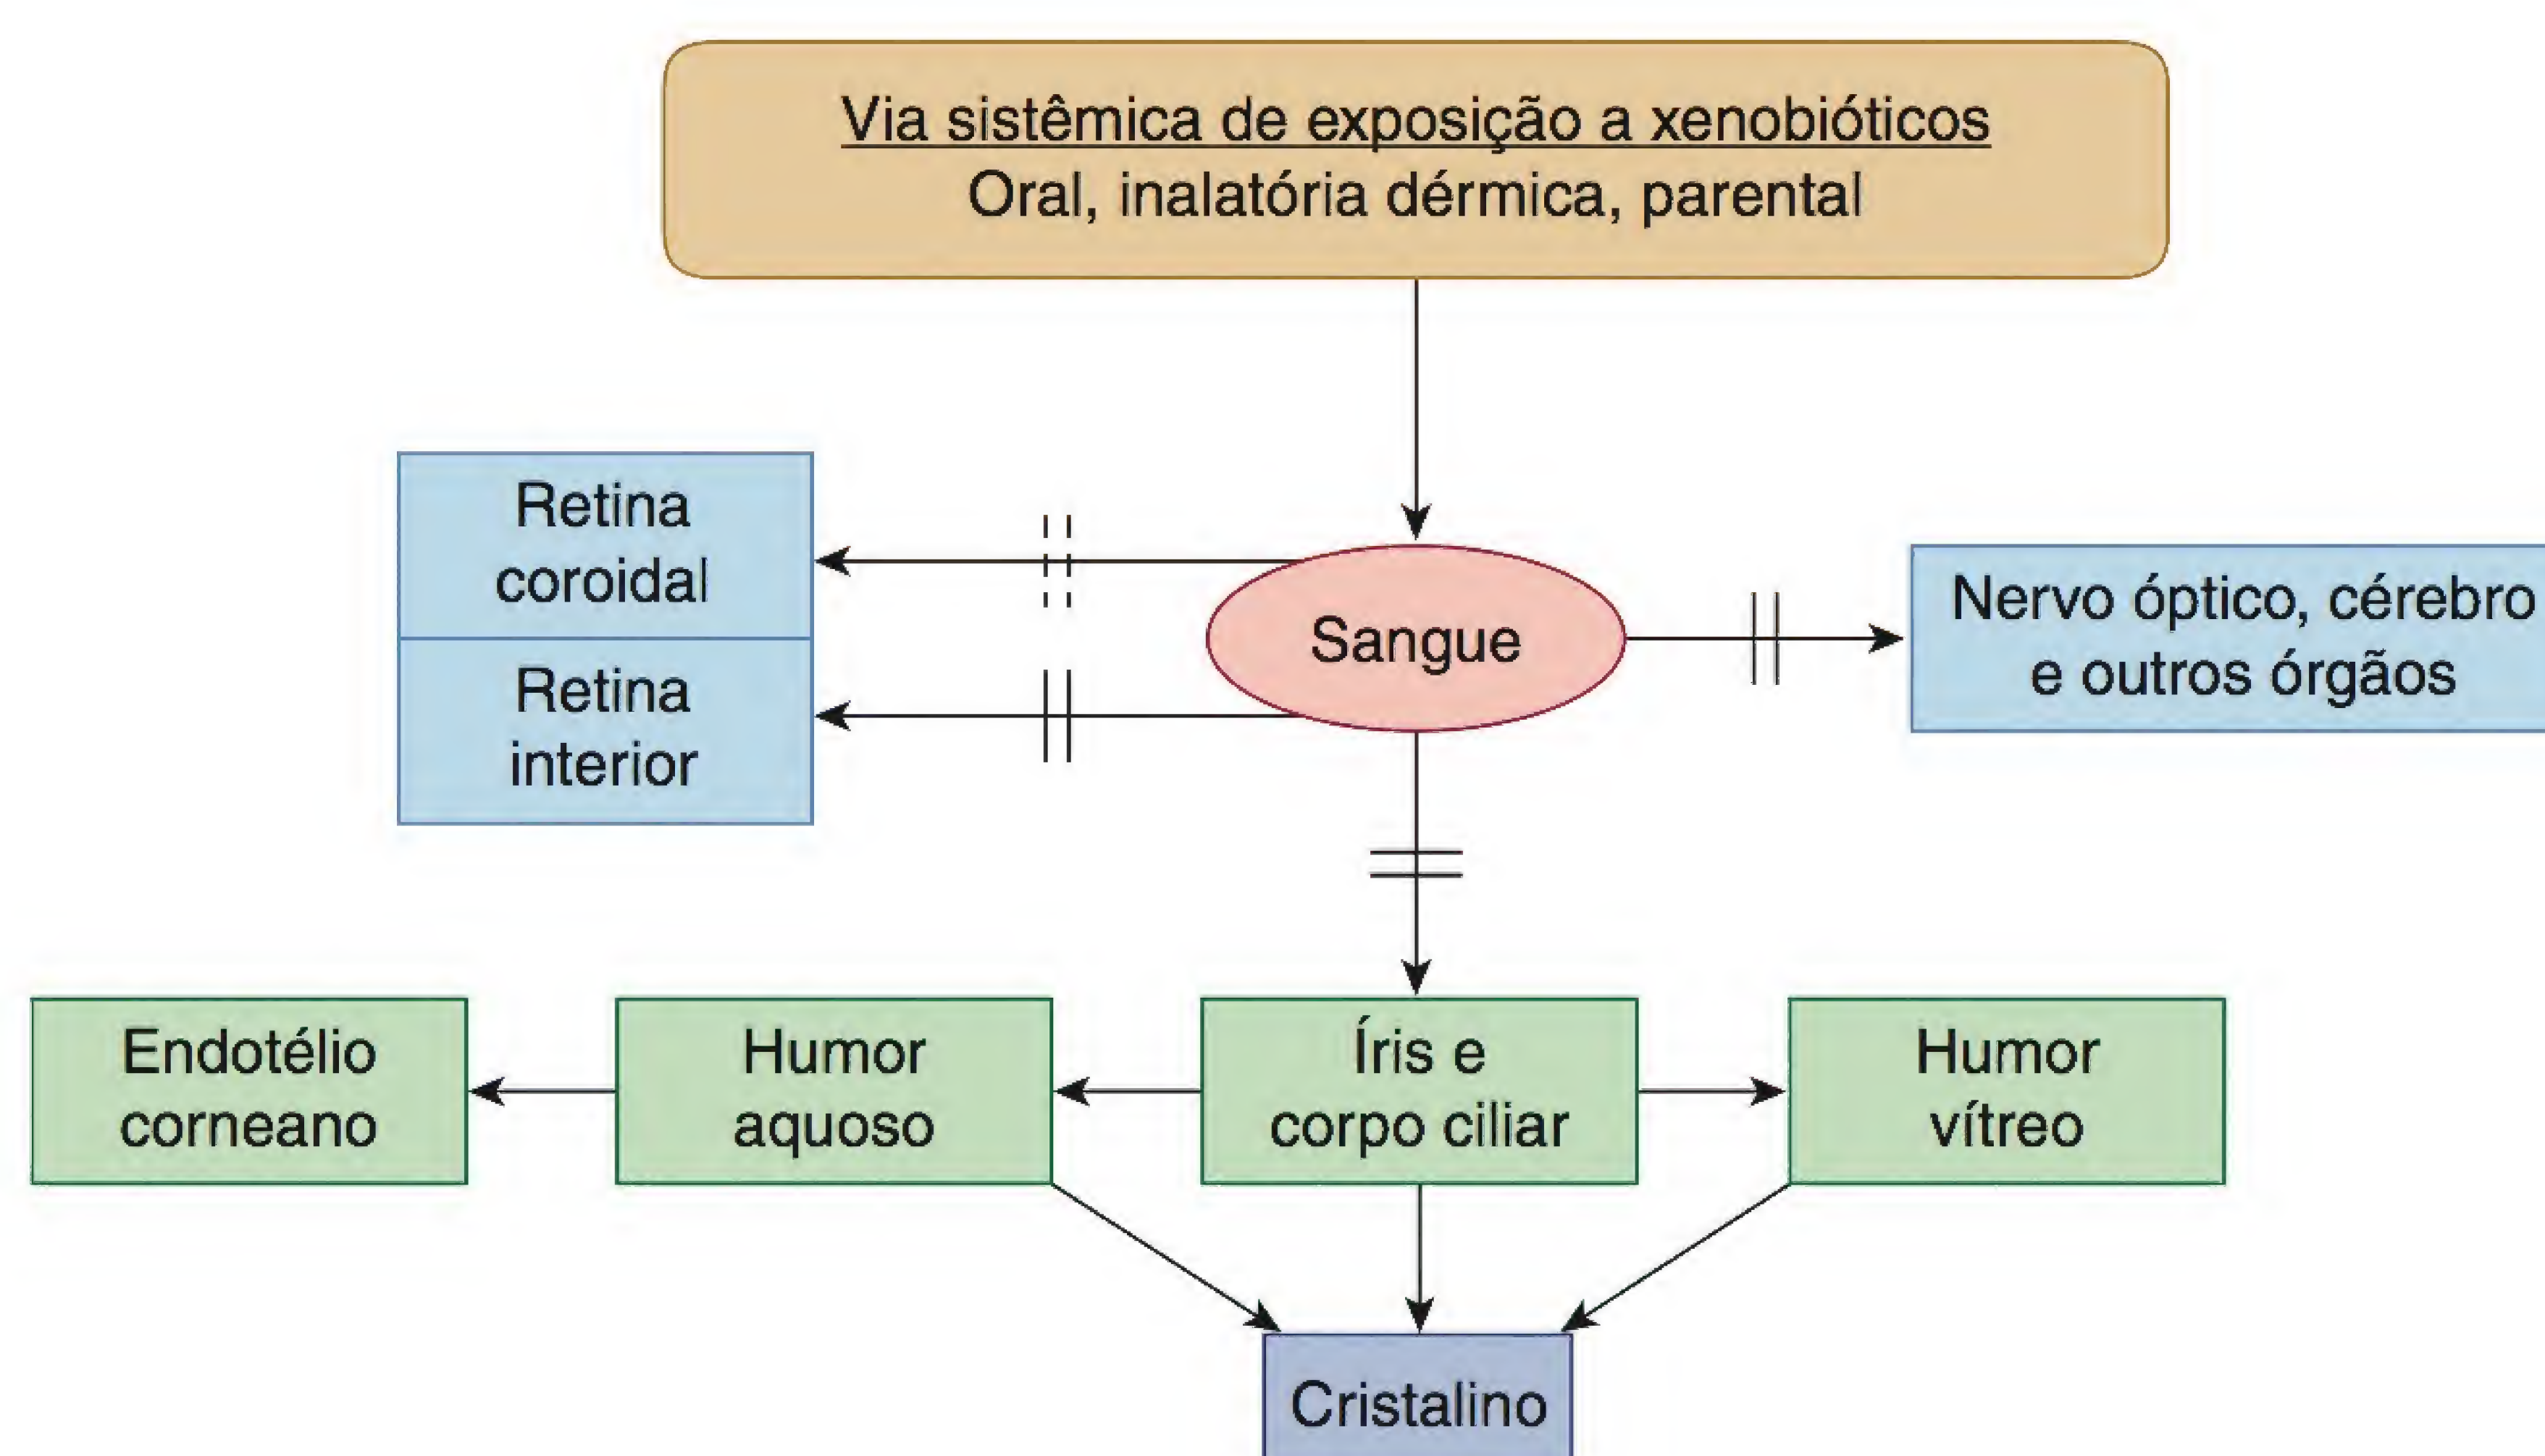 Via sistêmica de exposição a xenobióticos
Oral, inalatória dérmica, parental
Retina
coroidal
Retina
interior
Sangue
Nervo óptico, cérebro
e outros órgãos
Endotélio
corneano
Humor
aquoso
Íris e
corpo ciliar
Humor
vítreo
Cristalino